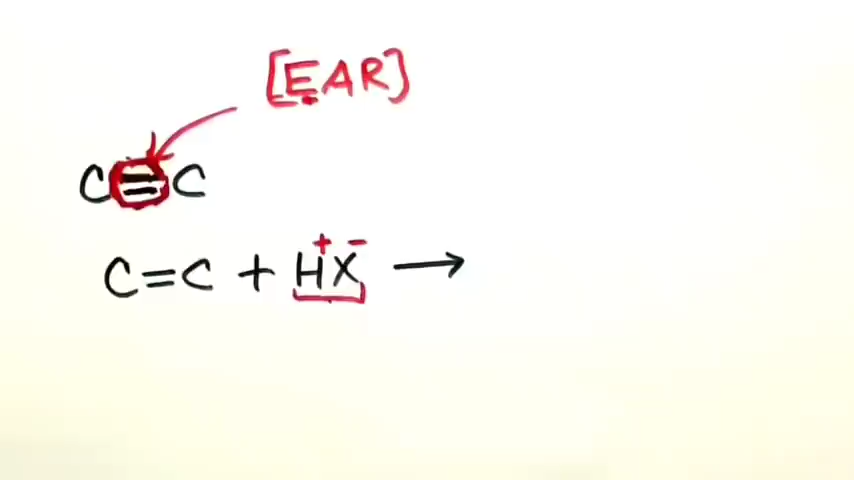 [EAR]
C≡C
C=C + H⁺X⁻ →